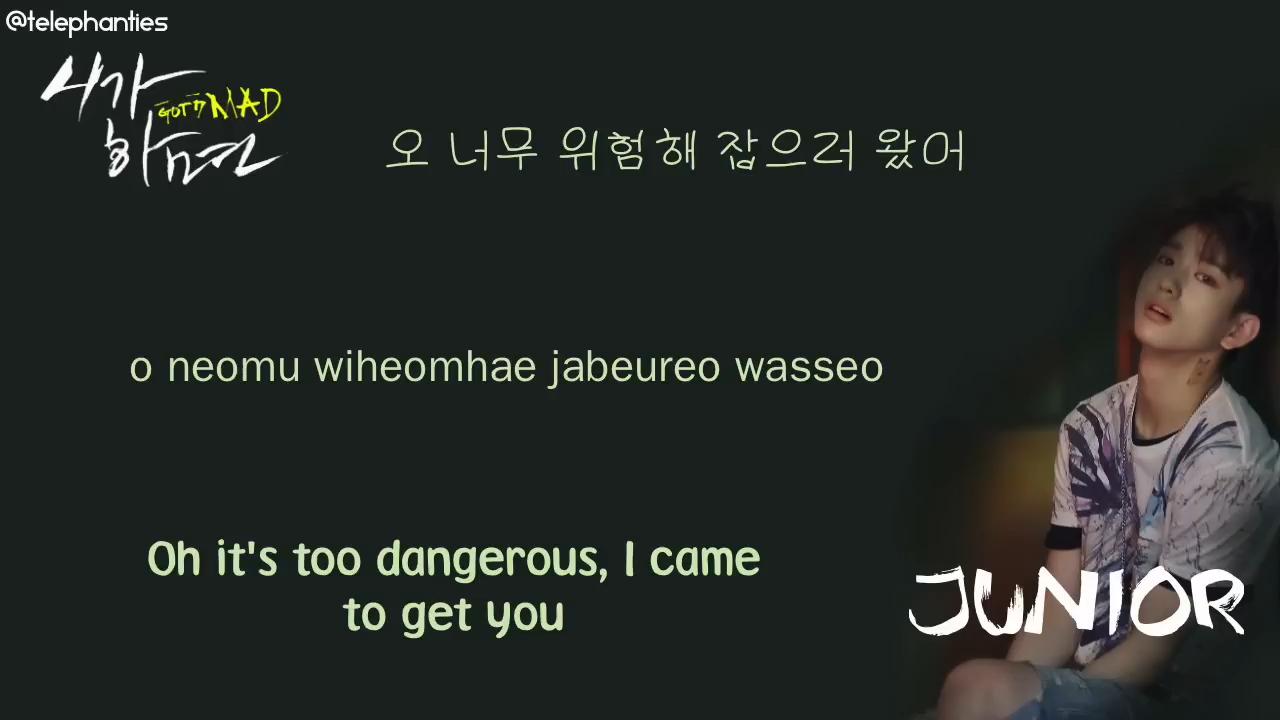 @telephanties
니가
GOT7 MAD
하면
오 너무 위험해 잡으러 왔어
o neomu wiheomhae jabeureo wasseo
Oh it's too dangerous, I came
to get you
JUNIOR